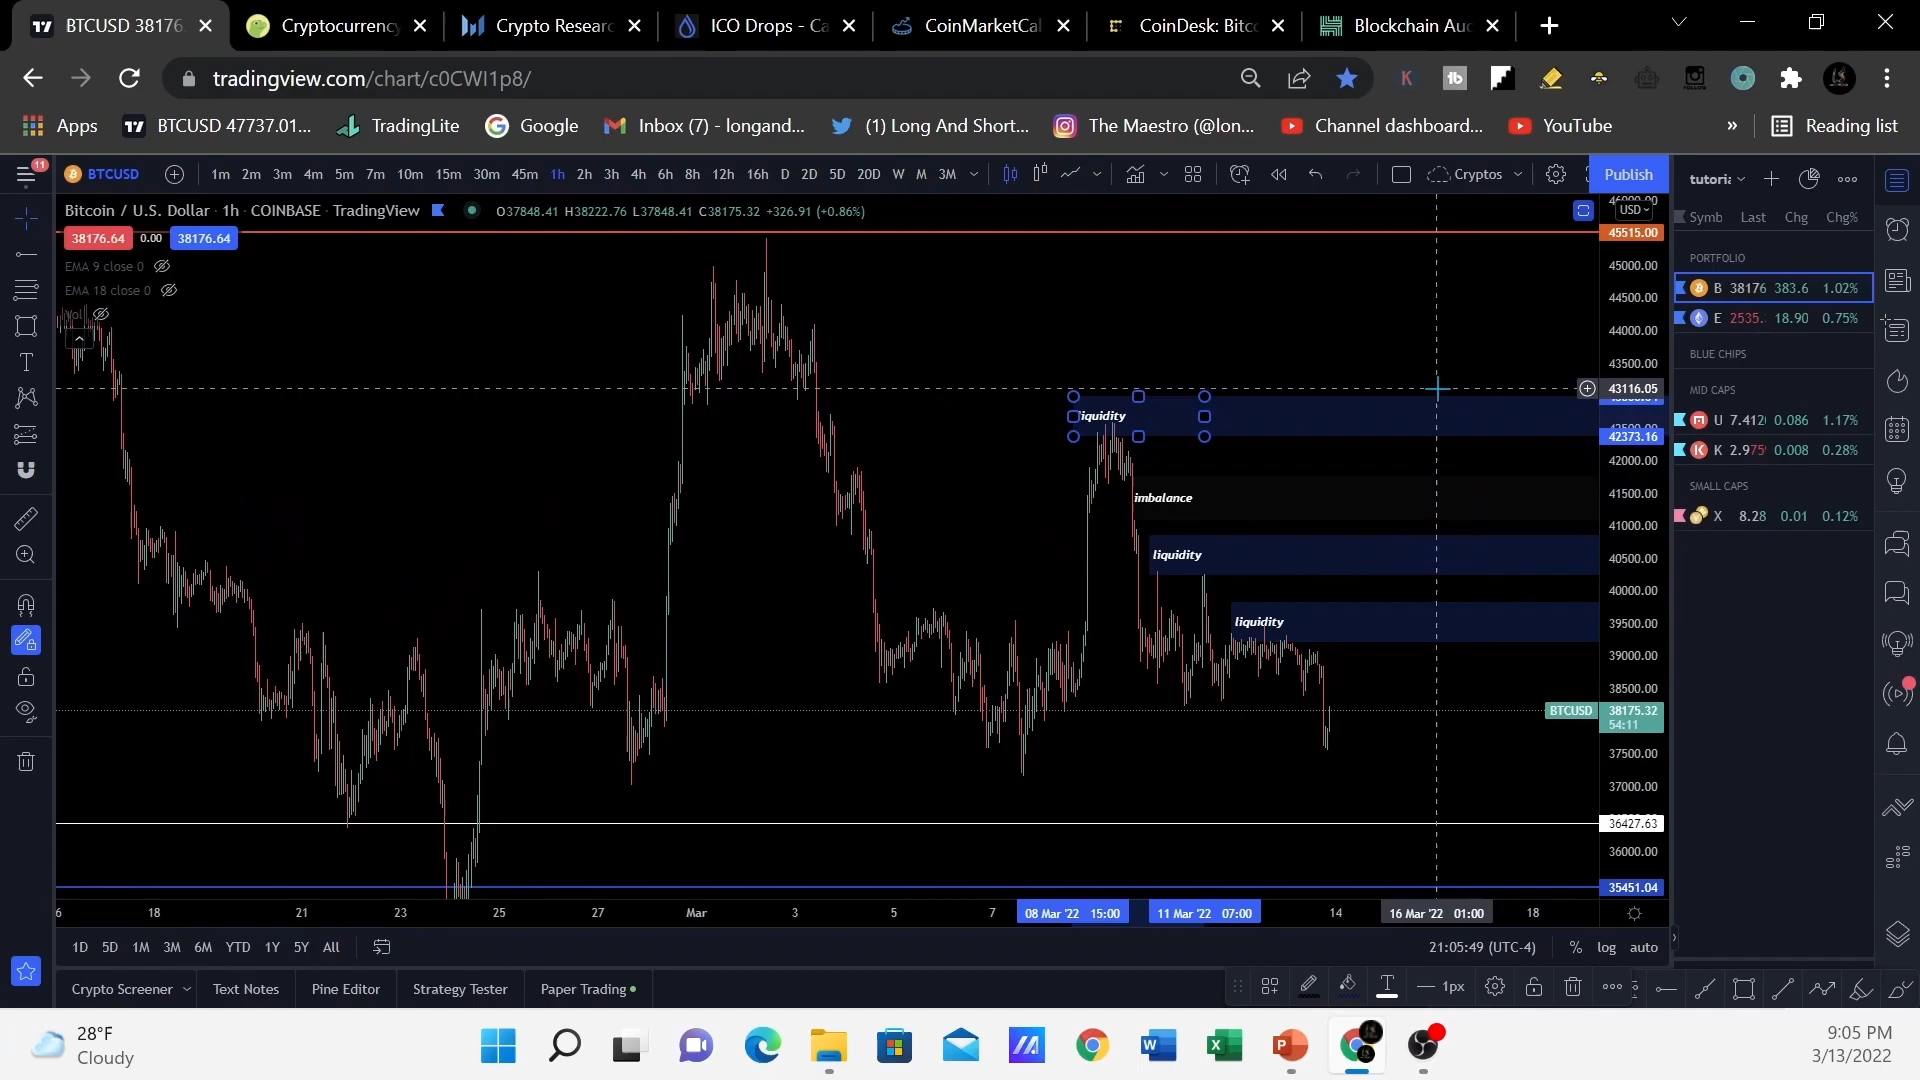 BTCUSD 38176.
Cryptocurrency
Crypto Researc
ICO Drops - Ca
CoinMarketCal
CoinDesk: Bitc
Blockchain Auc
tradingview.com/chart/c0CWI1p8/
Apps
BTCUSD 47737.01...
TradingLite
Google
Inbox (7) - longand...
(1) Long And Short...
The Maestro (@lon...
Channel dashboard...
YouTube
Reading list
11
BTCUSD
1m 2m 3m 4m 5m 7m 10m 15m 30m 45m 1h 2h 3h 4h 6h 8h 12h 16h D 2D 5D 20D W M 3M
Cryptos
Publish
tutoria
Bitcoin / U.S. Dollar · 1h · COINBASE · TradingView
O37848.41 H38222.76 L37848.41 C38175.32 +326.91 (+0.86%)
USD
Symb Last Chg Chg%
38176.64 0.00 38176.64
45515.00
EMA 9 close 0
EMA 18 close 0
Vol
45000.00
44500.00
44000.00
43500.00
43116.05
42373.16
42000.00
41500.00
41000.00
40500.00
40000.00
39500.00
39000.00
38500.00
BTCUSD 38175.32
54:11
37500.00
37000.00
36427.63
36000.00
35451.04
liquidity
imbalance
liquidity
liquidity
PORTFOLIO
B 38176 383.6 1.02%
E 2535. 18.90 0.75%
BLUE CHIPS
MID CAPS
U 7.412 0.086 1.17%
K 2.975 0.008 0.28%
SMALL CAPS
X 8.28 0.01 0.12%
6 18 21 23 25 27 Mar 3 5 7 08 Mar '22 15:00 11 Mar '22 07:00 14 16 Mar '22 01:00 18
1D 5D 1M 3M 6M YTD 1Y 5Y All
21:05:49 (UTC-4) % log auto
Crypto Screener
Text Notes
Pine Editor
Strategy Tester
Paper Trading
1px
28°F
Cloudy
9:05 PM
3/13/2022